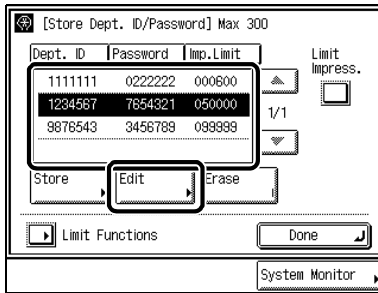 [Store Dept. ID/Password] Max 300
Dept. ID Password Imp.Limit Limit Impress.
1111111 0222222 000600
1234567 7654321 050000
9876543 3456789 099999
1/1
Store Edit Erase
Limit Functions Done
System Monitor